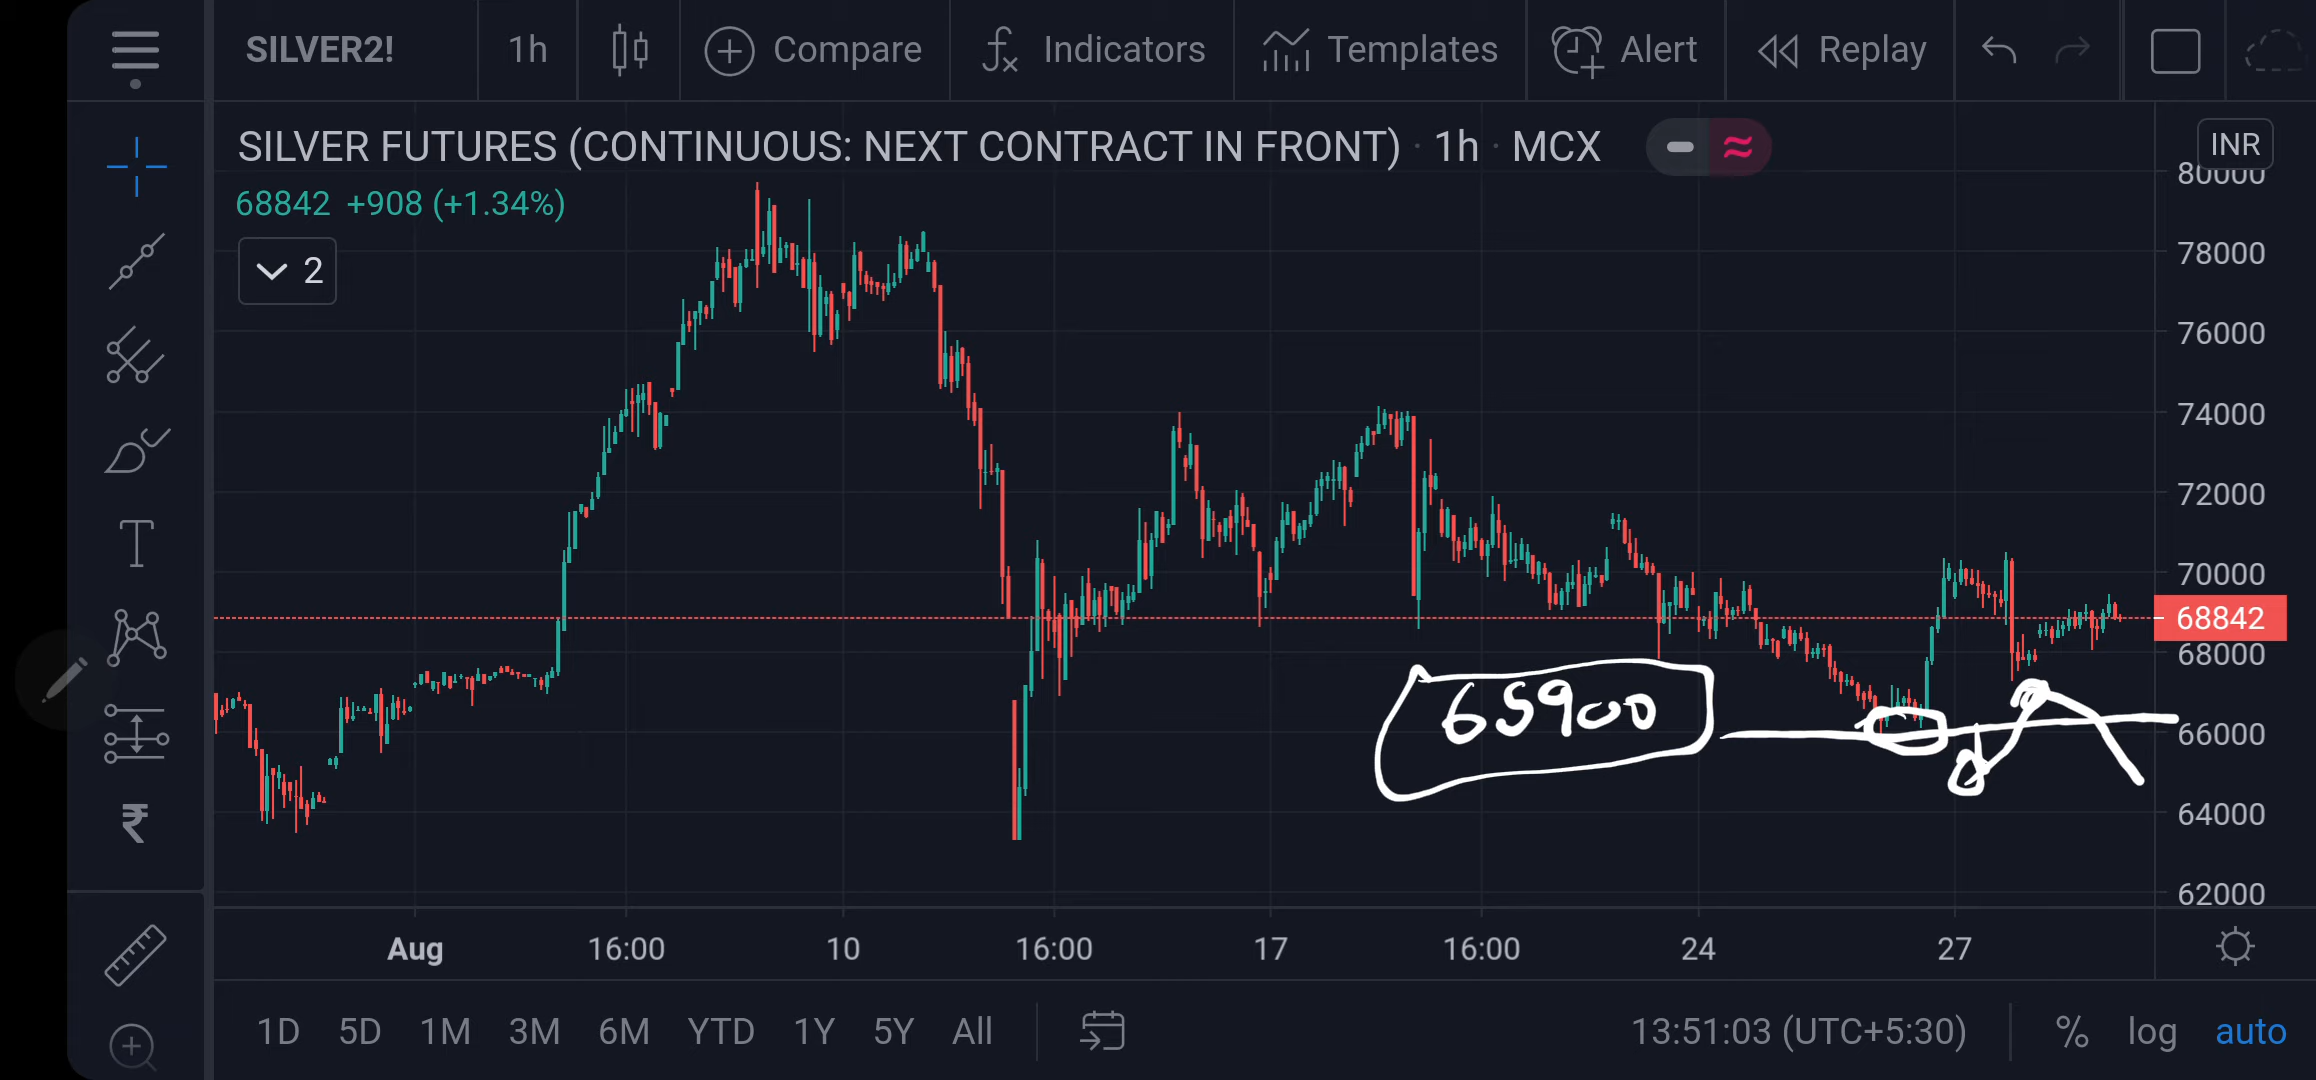 SILVER2! 1h Compare Indicators Templates Alert Replay
SILVER FUTURES (CONTINUOUS: NEXT CONTRACT IN FRONT) · 1h · MCX
INR
80000
68842 +908 (+1.34%)
2
78000
76000
74000
72000
70000
68842
68000
65900
66000
64000
62000
Aug 16:00 10 16:00 17 16:00 24 27
1D 5D 1M 3M 6M YTD 1Y 5Y All 13:51:03 (UTC+5:30) % log auto